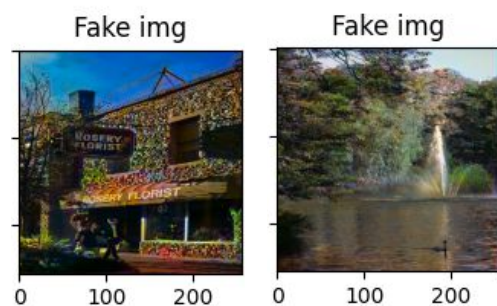 Fake img
Fake img
ROSERY
FLORIST
ROSERY FLORIST
0
100
200
0
100
200